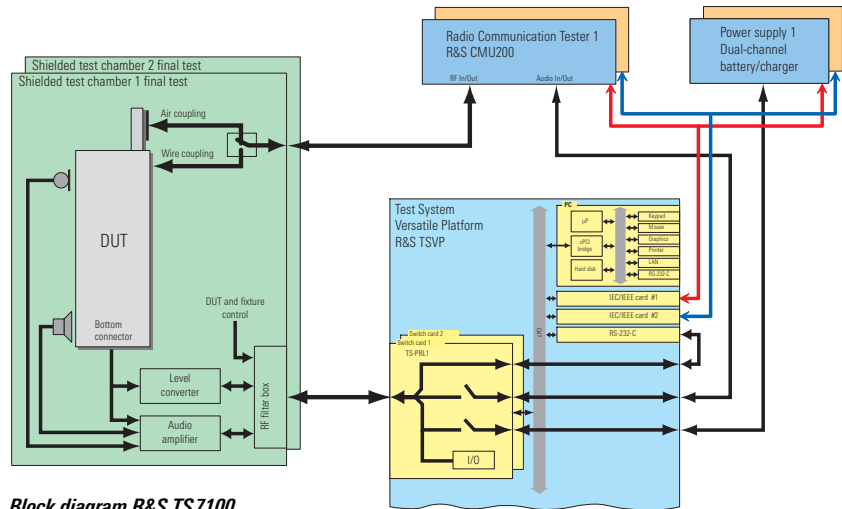 Shielded test chamber 2 final test
Shielded test chamber 1 final test
Air coupling
Wire coupling
DUT
Bottom
connector
DUT and fixture
control
Level
converter
Audio
amplifier
RF filter box
Radio Communication Tester 1
R&S CMU200
RF In/Out
Audio In/Out
Power supply 1
Dual-channel
battery/charger
Test System
Versatile Platform
R&S TSVP
PC
µP
cPCI
bridge
Hard disk
Keypad
Mouse
Graphics
Printer
LAN
RS-232-C
IEC/IEEE card #1
IEC/IEEE card #2
RS-232-C
Switch card 2
Switch card 1
TS-PRL1
I/O
Block diagram R&S TS7100